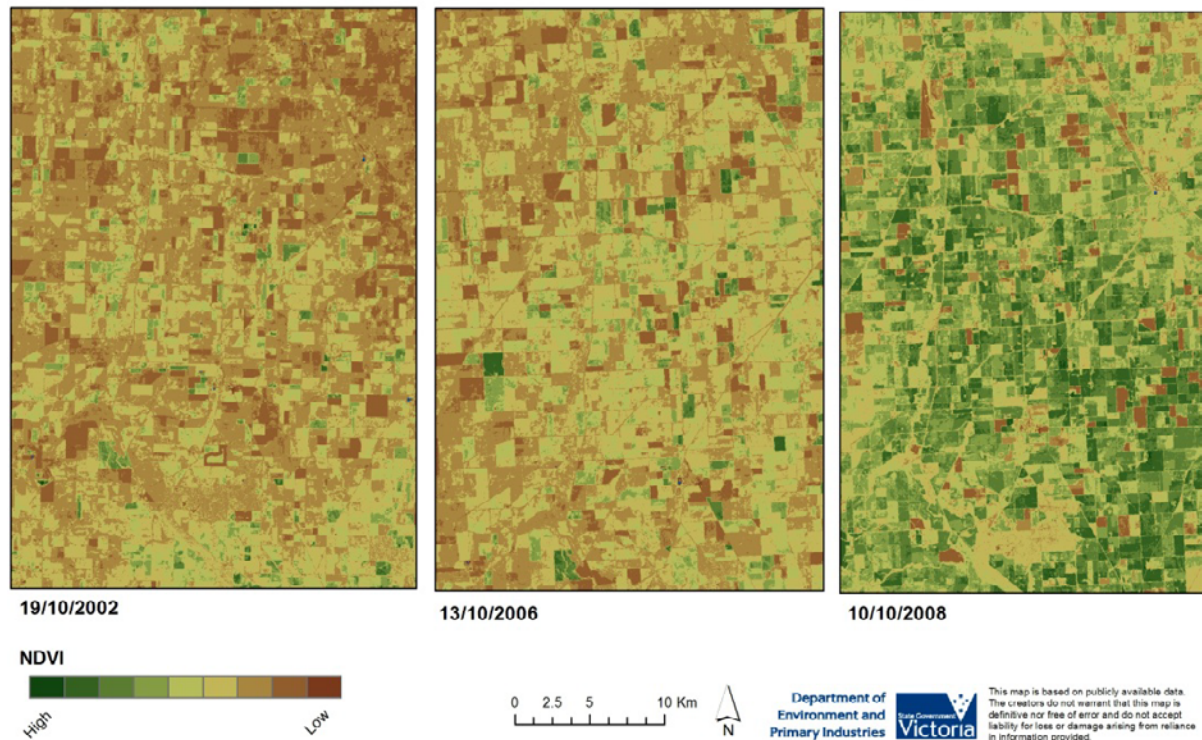 19/10/2002
13/10/2006
10/10/2008
NDVI
High
Low
0 2.5 5 10 Km
N
Department of
Environment and
Primary Industries
State Government
Victoria
This map is based on publicly available data.
The creators do not warrant that this map is
definitive nor free of error and do not accept
liability for loss or damage arising from reliance
in information provided.